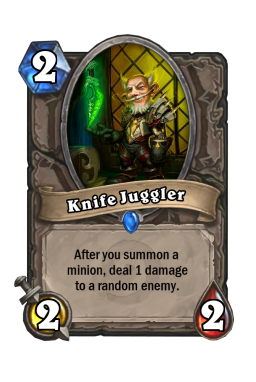 2
Knife Juggler
After you summon a
minion, deal 1 damage
to a random enemy.
2
2